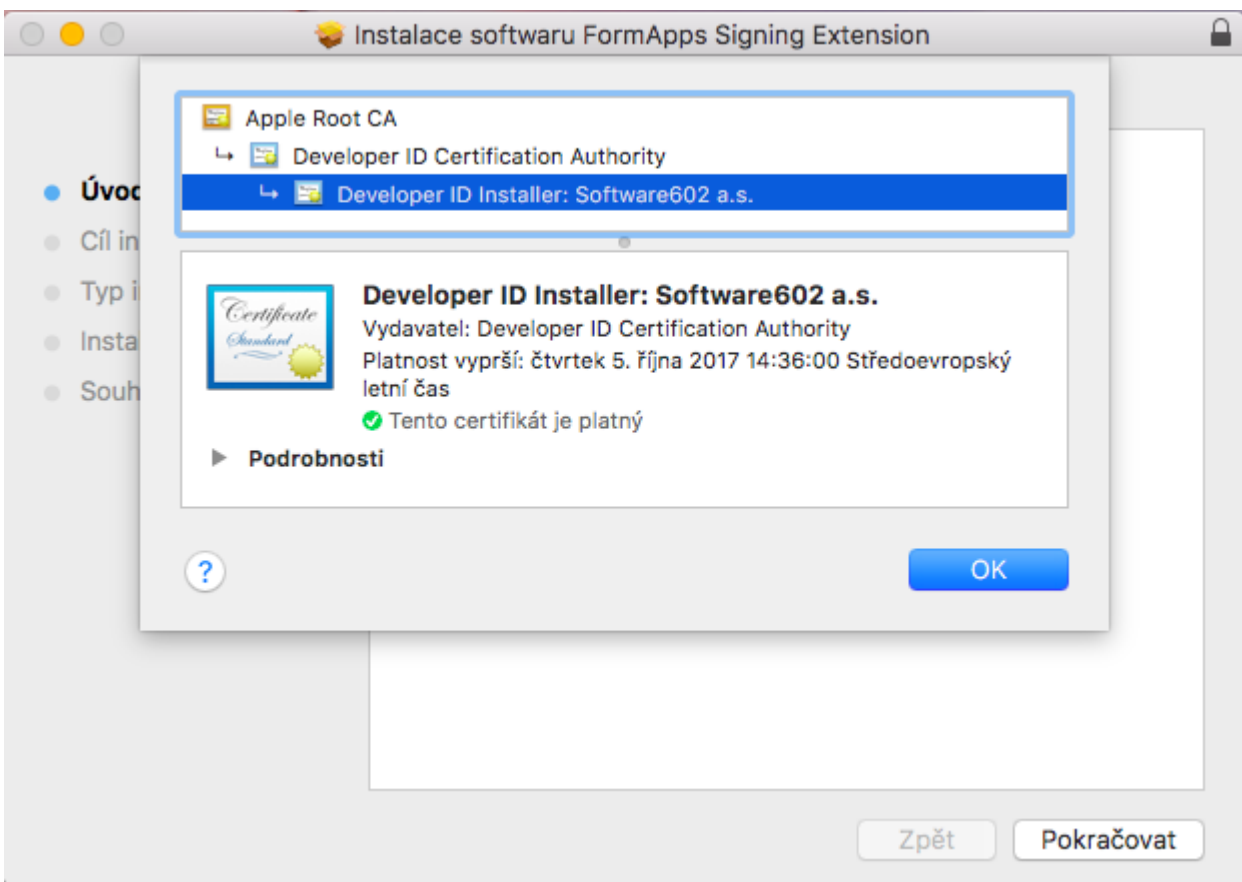 Instalace softwaru FormApps Signing Extension
Apple Root CA
Developer ID Certification Authority
Developer ID Installer: Software602 a.s.
Úvod
Cíl in
Typ i
Insta
Souh
Certificate
Standard
Developer ID Installer: Software602 a.s.
Vydavatel: Developer ID Certification Authority
Platnost vyprší: čtvrtek 5. října 2017 14:36:00 Středoevropský
letní čas
Tento certifikát je platný
Podrobnosti
?
OK
Zpět
Pokračovat